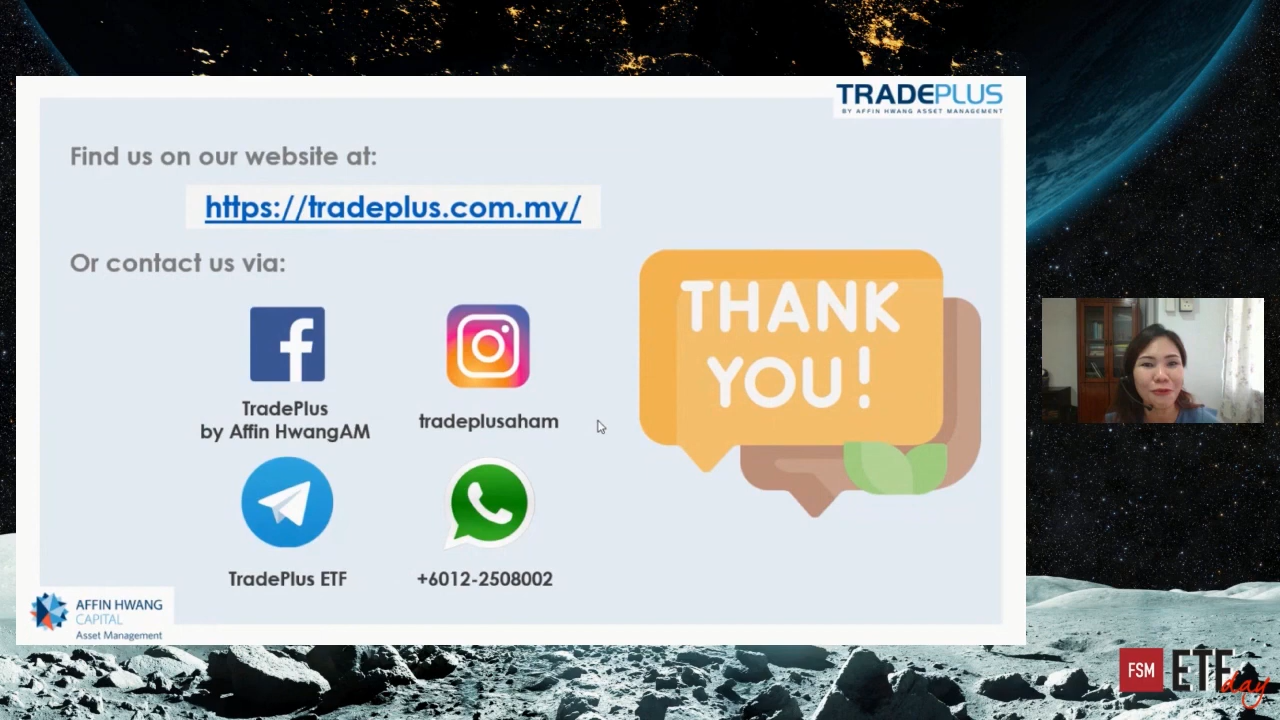 TRADEPLUS
BY AFFIN HWANG ASSET MANAGEMENT
Find us on our website at:
https://tradeplus.com.my/
Or contact us via:
THANK
YOU!
TradePlus
by Affin HwangAM
tradeplusaham
TradePlus ETF
+6012-2508002
AFFIN HWANG
CAPITAL
Asset Management
FSM ETF day